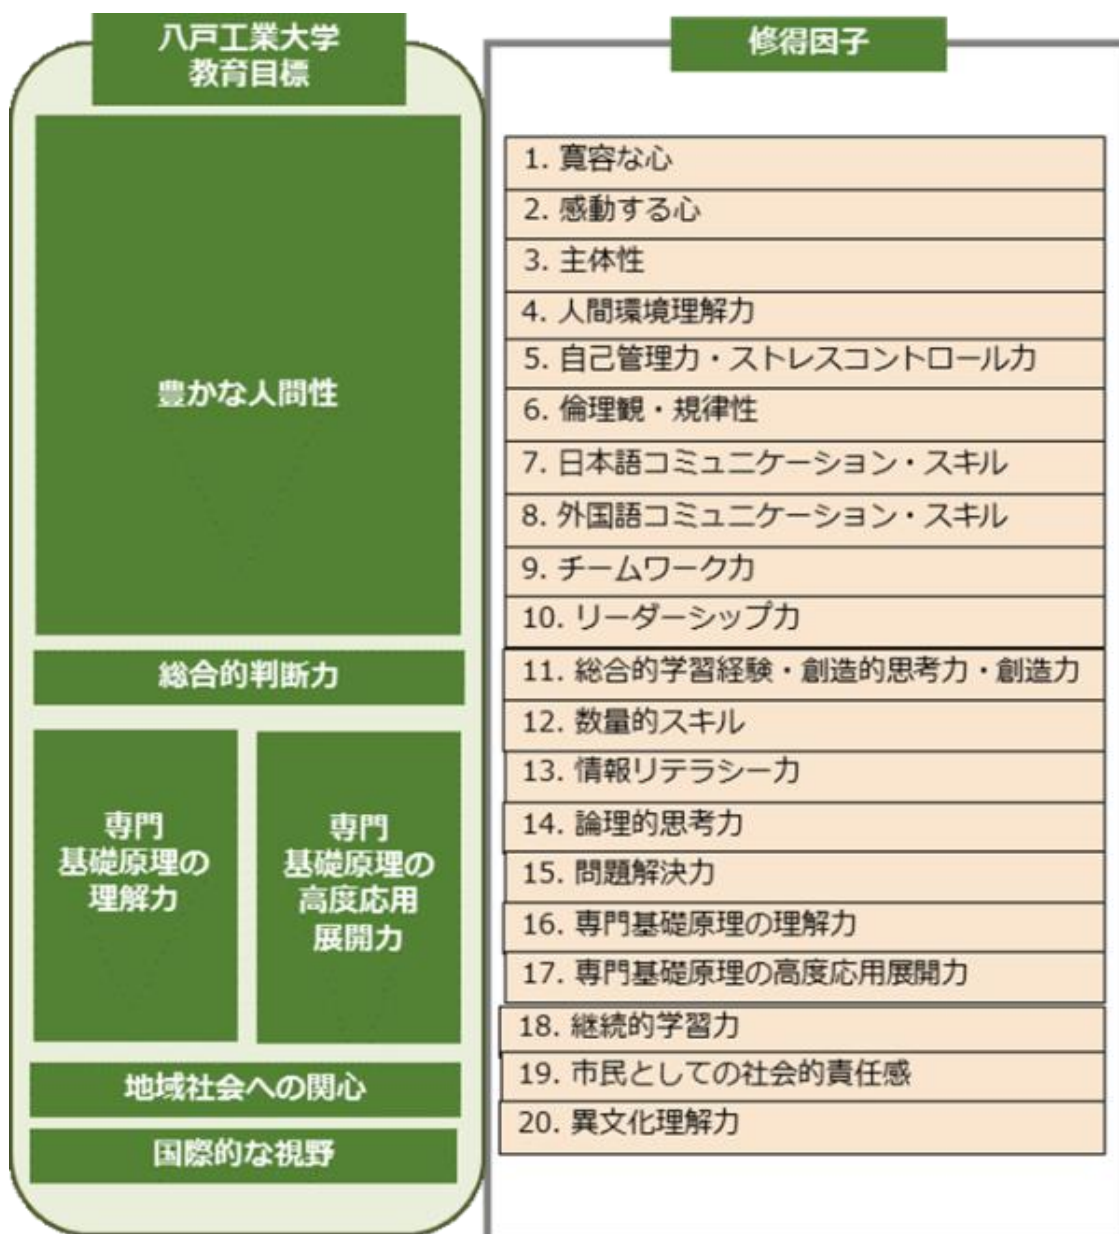 八戸工業大学
教育目標
豊かな人間性
総合的判断力
専門
基礎原理の
理解力
専門
基礎原理の
高度応用
展開力
地域社会への関心
国際的な視野
修得因子
1. 寛容な心
2. 感動する心
3. 主体性
4. 人間環境理解力
5. 自己管理力・ストレスコントロール力
6. 倫理観・規律性
7. 日本語コミュニケーション・スキル
8. 外国語コミュニケーション・スキル
9. チームワーク力
10. リーダーシップ力
11. 総合的学習経験・創造的思考力・創造力
12. 数量的スキル
13. 情報リテラシー力
14. 論理的思考力
15. 問題解決力
16. 専門基礎原理の理解力
17. 専門基礎原理の高度応用展開力
18. 継続的学習力
19. 市民としての社会的責任感
20. 異文化理解力